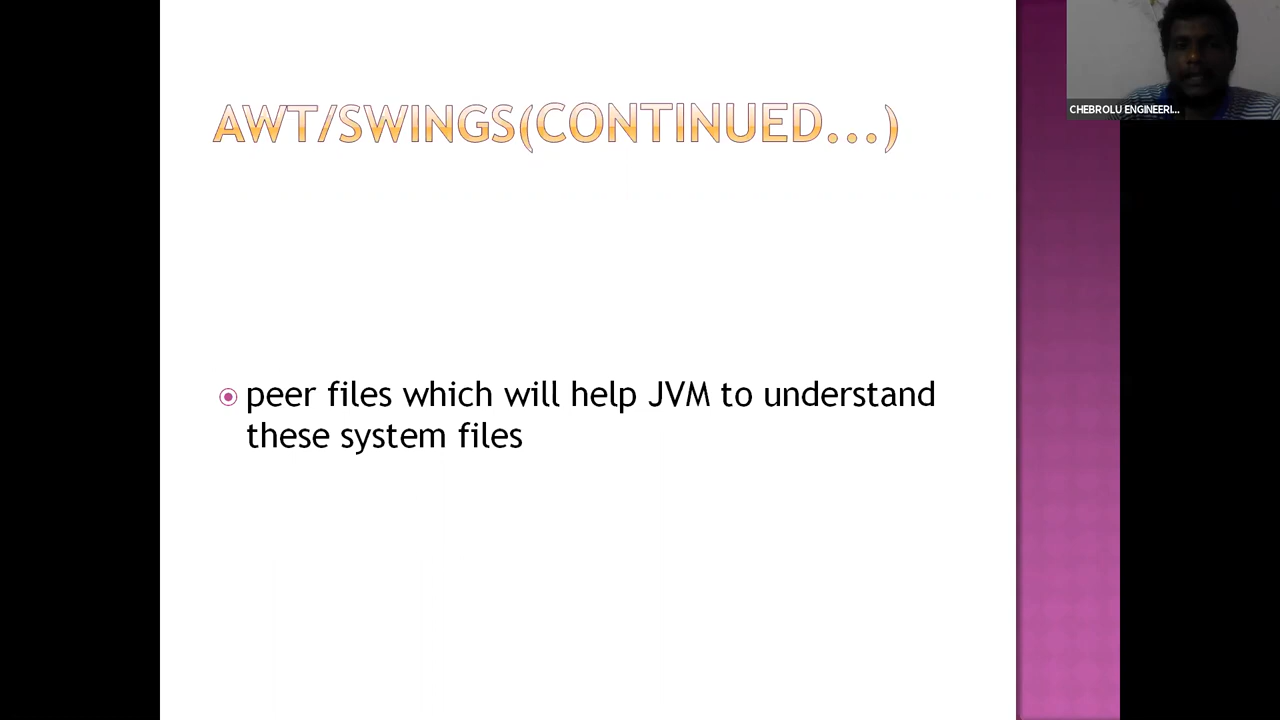 AWT/SWINGS(CONTINUED...)
CHEBROLU ENGINEERI...
peer files which will help JVM to understand
these system files